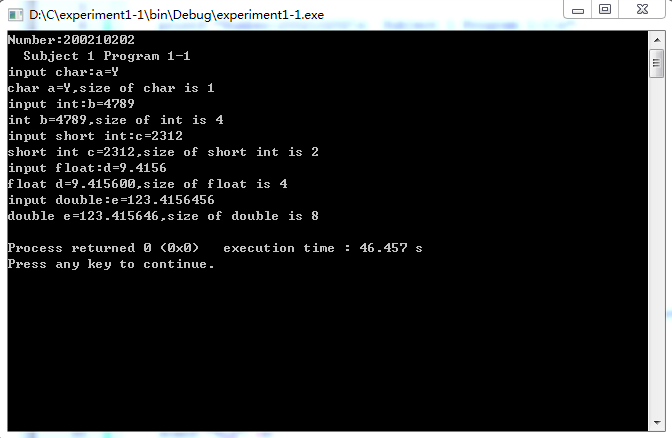 D:\C\experiment1-1\bin\Debug\experiment1-1.exe
Number:200210202
  Subject 1 Program 1-1
input char:a=Y
char a=Y,size of char is 1
input int:b=4789
int b=4789,size of int is 4
input short int:c=2312
short int c=2312,size of short int is 2
input float:d=9.4156
float d=9.415600,size of float is 4
input double:e=123.4156456
double e=123.415646,size of double is 8
Process returned 0 (0x0)   execution time : 46.457 s
Press any key to continue.